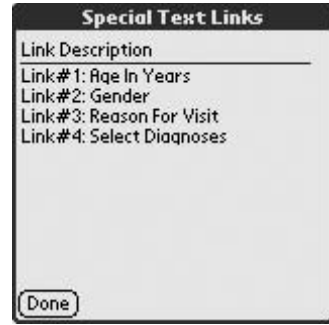 Special Text Links
Link Description
Link#1: Age In Years
Link#2: Gender
Link#3: Reason For Visit
Link#4: Select Diagnoses
Done